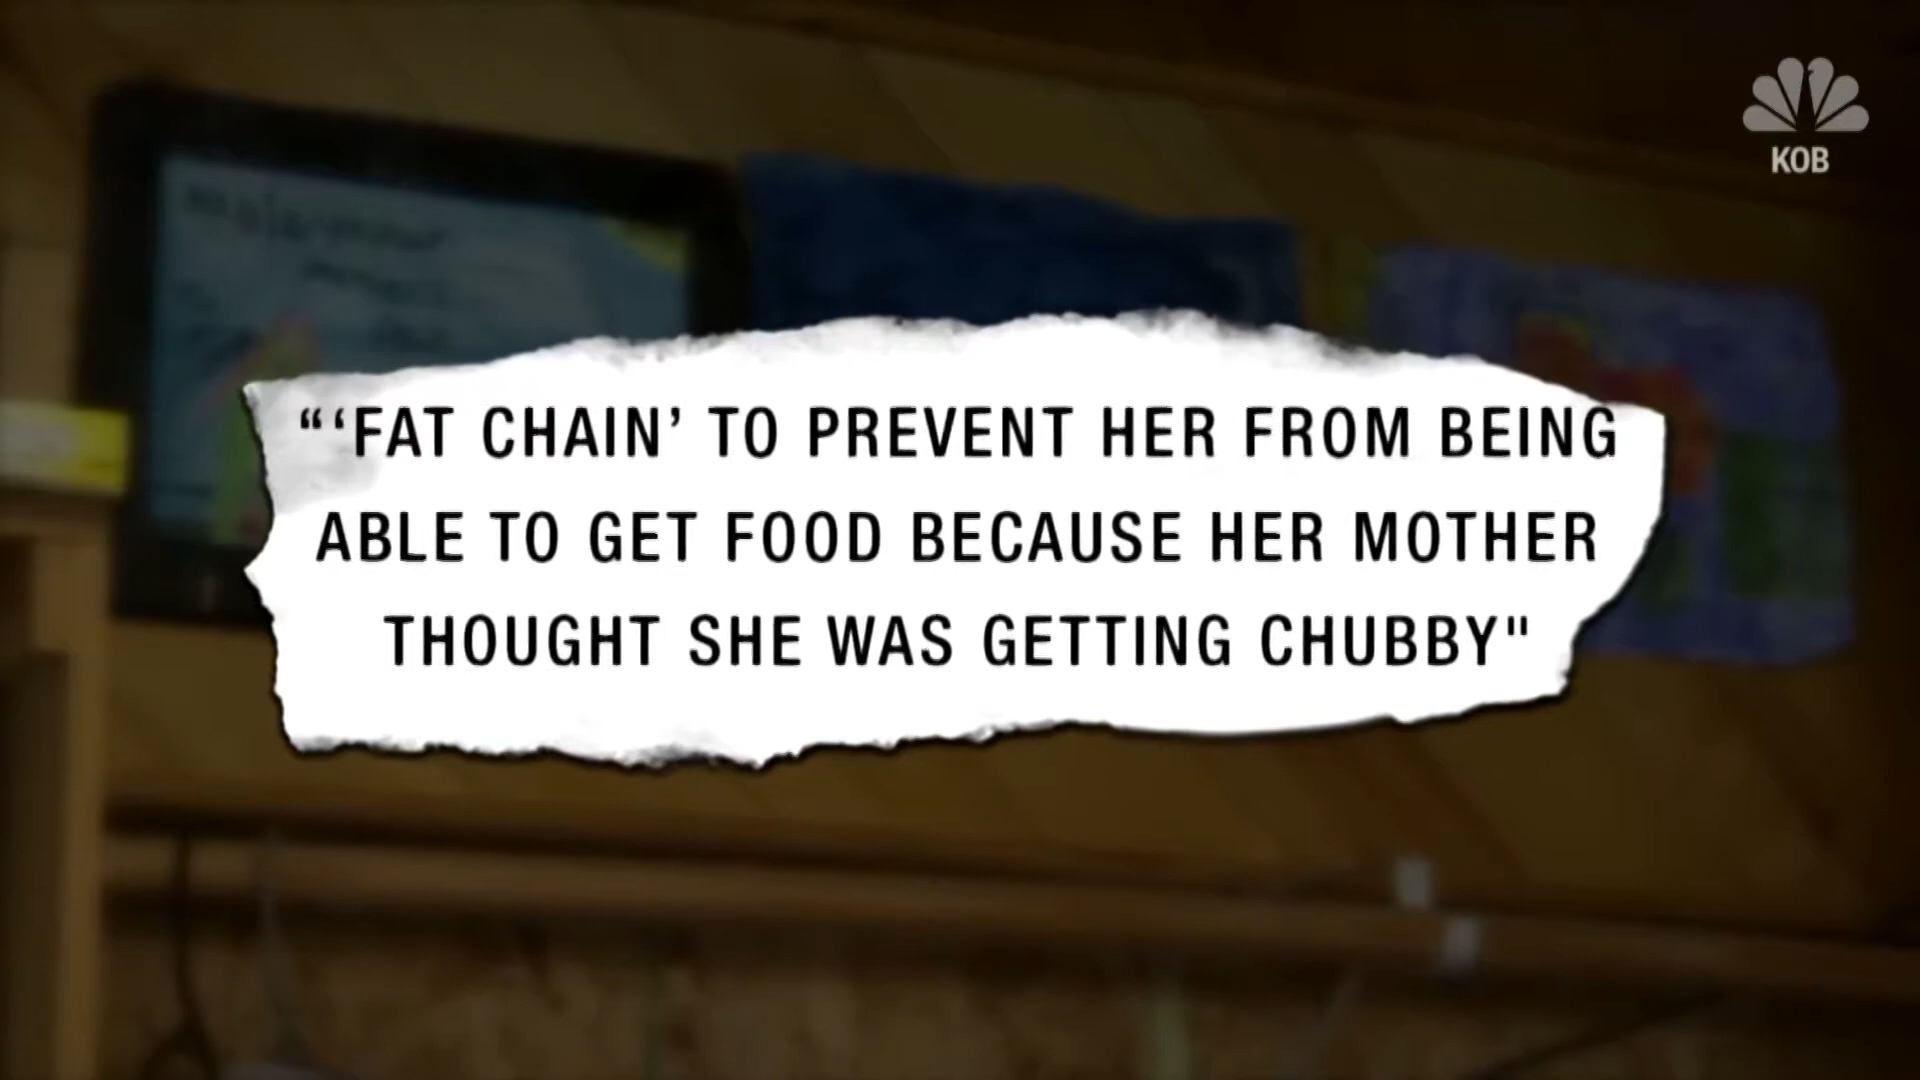 KOB
“‘FAT CHAIN’ TO PREVENT HER FROM BEING
ABLE TO GET FOOD BECAUSE HER MOTHER
THOUGHT SHE WAS GETTING CHUBBY"